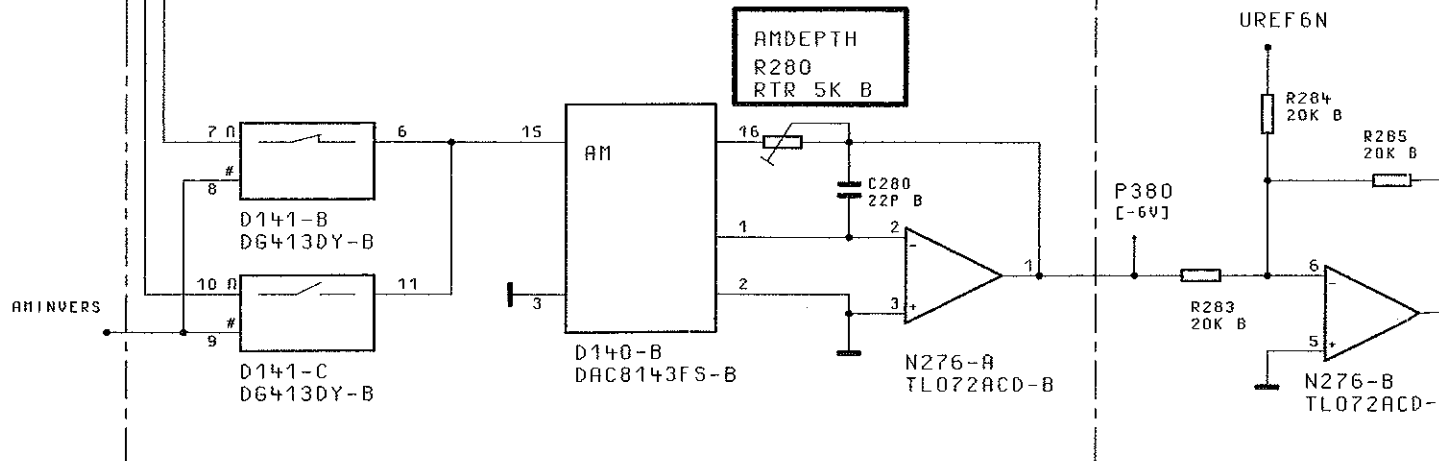 UREF6N
AMDEPTH
R280
RTR 5K B
R284
20K B
R285
20K B
7 n
6
15
AM
16
#
8
C280
22P B
P380
[-6V]
D141-B
DG413DY-B
1
2
1
10 n
11
2
3
3
6
AMINVERS
#
9
R283
20K B
5
D141-C
DG413DY-B
D140-B
DAC8143FS-B
N276-A
TL072ACD-B
N276-B
TL072ACD-
-
+
-
+